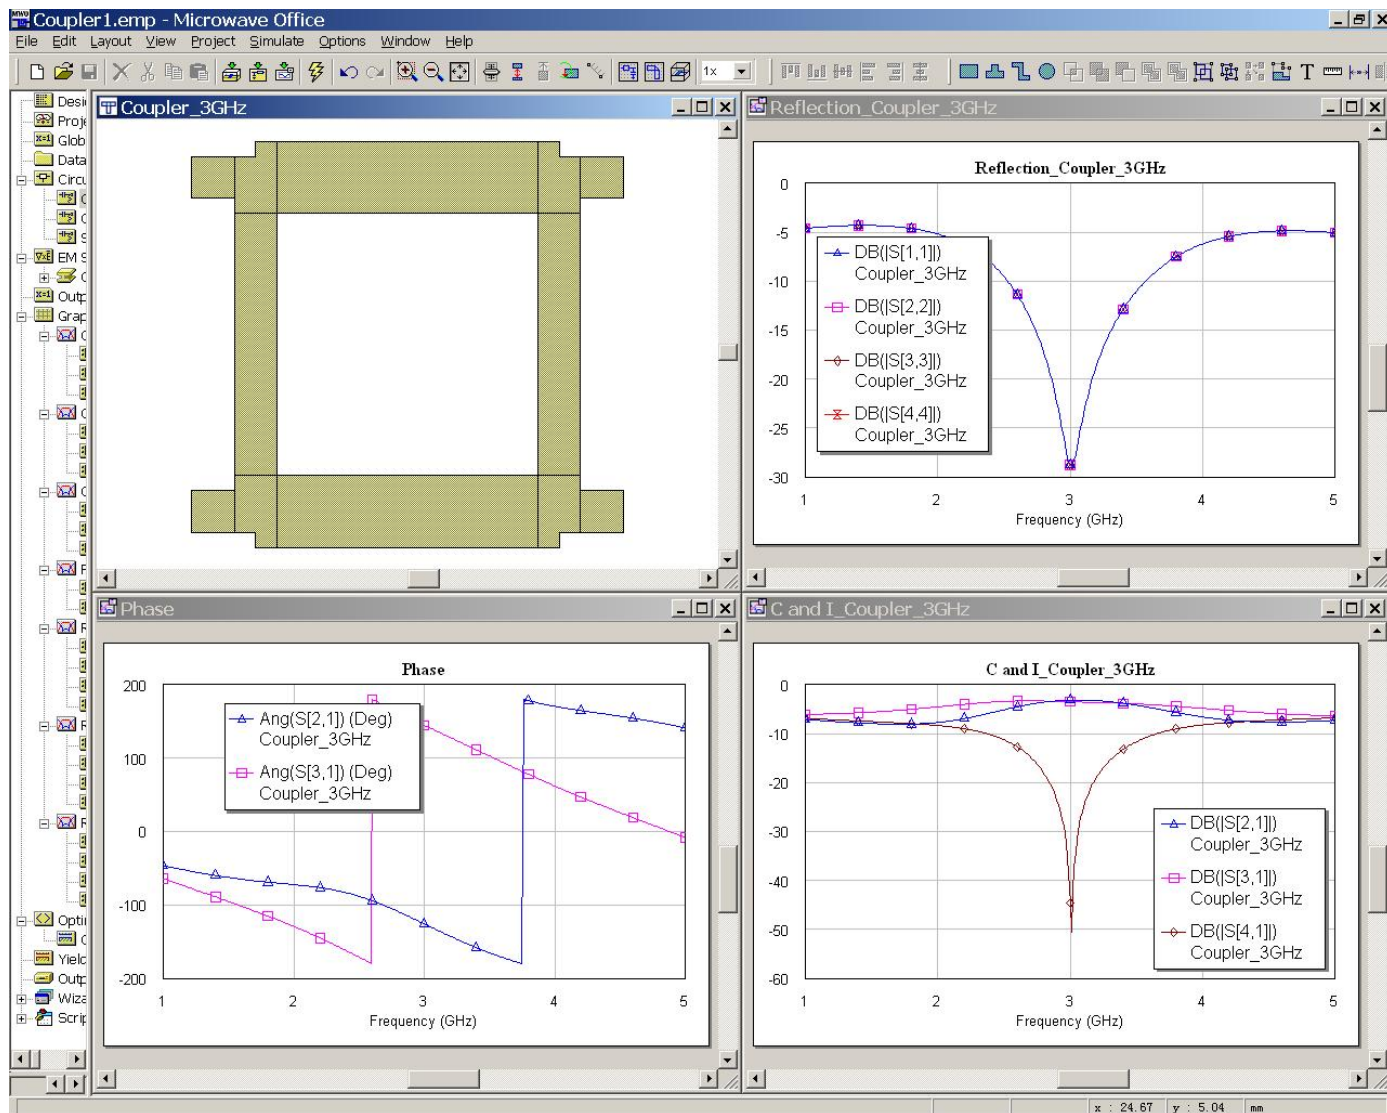 Coupler1.emp - Microwave Office
File Edit Layout View Project Simulate Options Window Help
1x
T
Desi
Proje
Glob
Data
Circu
EM S
Outp
Grap
Opti
Yield
Outp
Wiza
Scrip
Coupler_3GHz
Reflection_Coupler_3GHz
Reflection_Coupler_3GHz
0
-5
-10
-15
-20
-25
-30
DB(|S[1,1]|)
Coupler_3GHz
DB(|S[2,2]|)
Coupler_3GHz
DB(|S[3,3]|)
Coupler_3GHz
DB(|S[4,4]|)
Coupler_3GHz
1 2 3 4 5
Frequency (GHz)
Phase
Phase
200
100
0
-100
-200
Ang(S[2,1]) (Deg)
Coupler_3GHz
Ang(S[3,1]) (Deg)
Coupler_3GHz
1 2 3 4 5
Frequency (GHz)
C and I_Coupler_3GHz
C and I_Coupler_3GHz
0
-10
-20
-30
-40
-50
-60
DB(|S[2,1]|)
Coupler_3GHz
DB(|S[3,1]|)
Coupler_3GHz
DB(|S[4,1]|)
Coupler_3GHz
1 2 3 4 5
Frequency (GHz)
x : 24.67 y : 5.04 mm